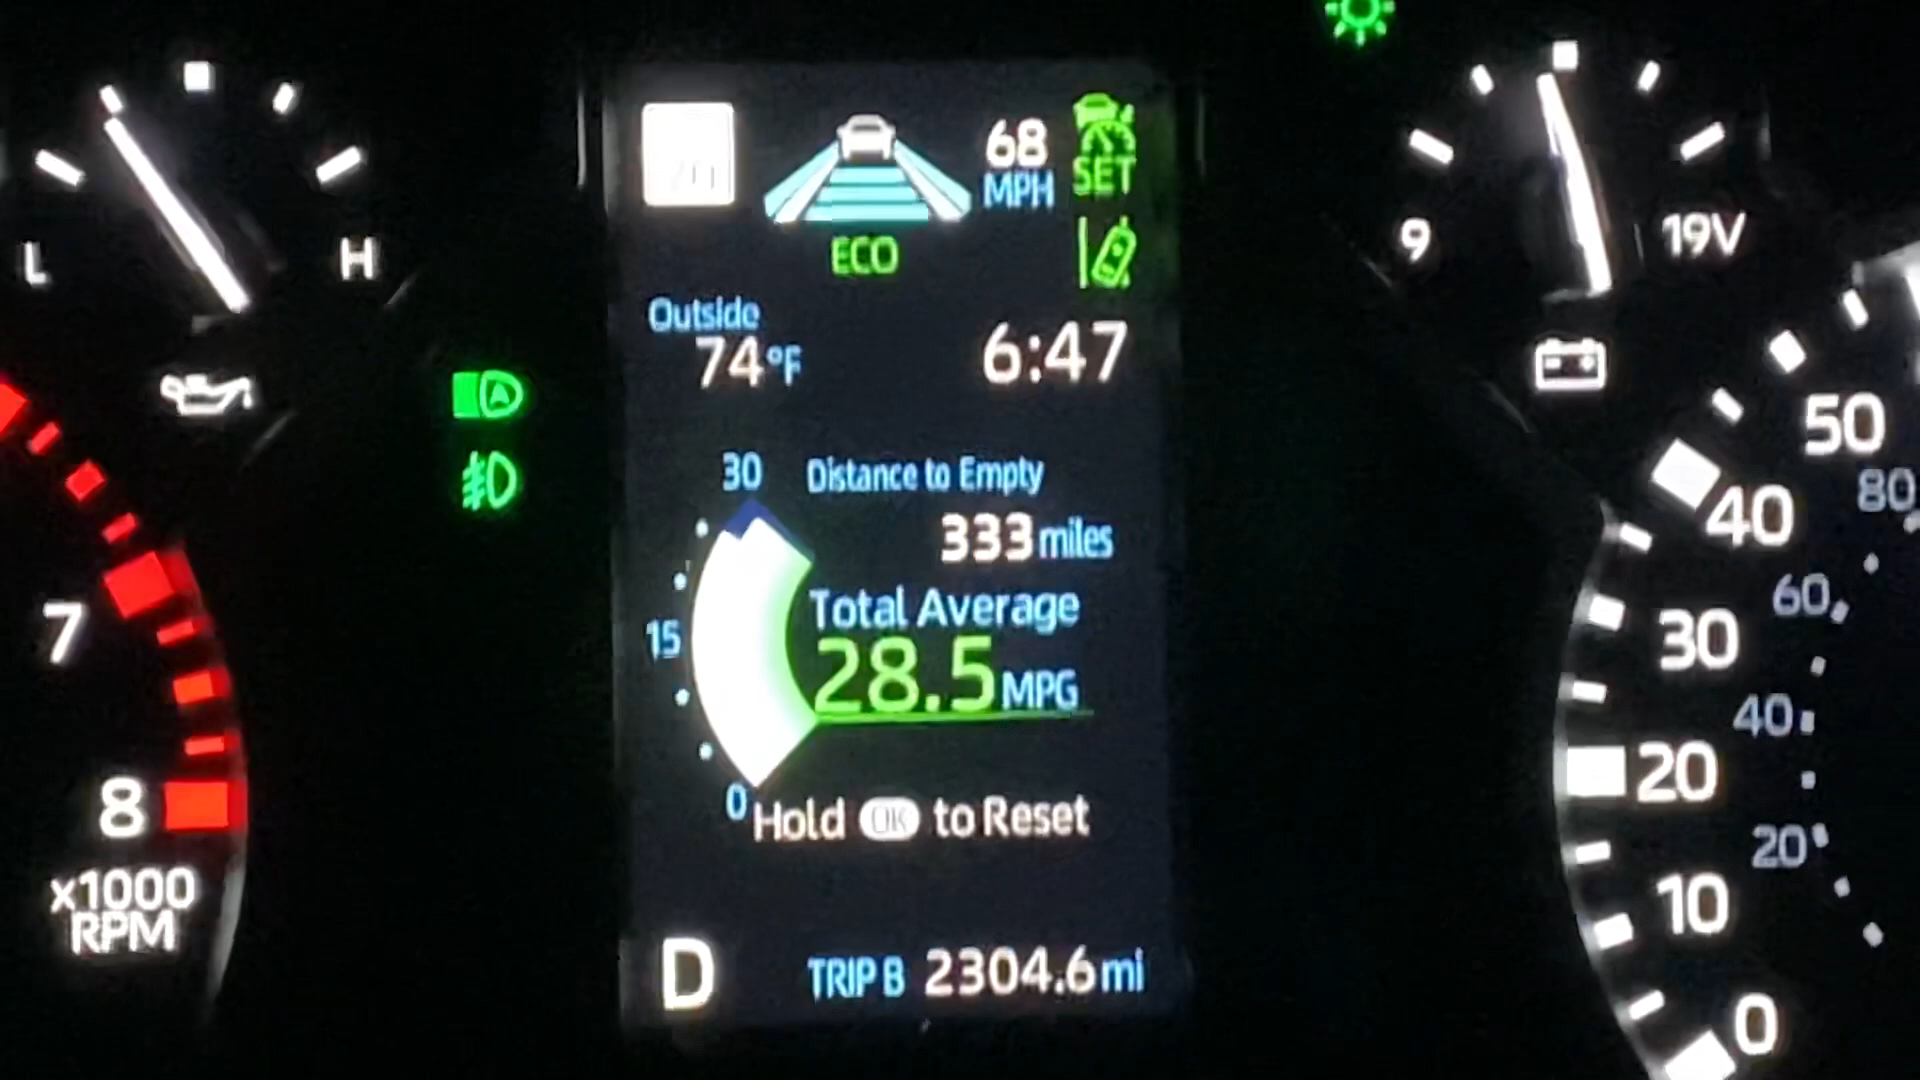 68
MPH
SET
ECO
L
H
9
19V
Outside
74°F
6:47
A
30
Distance to Empty
333 miles
Total Average
15
28.5 MPG
0
Hold OK to Reset
D
TRIP B 2304.6 mi
7
8
x1000
RPM
50
80
40
60
30
40
20
20
10
0